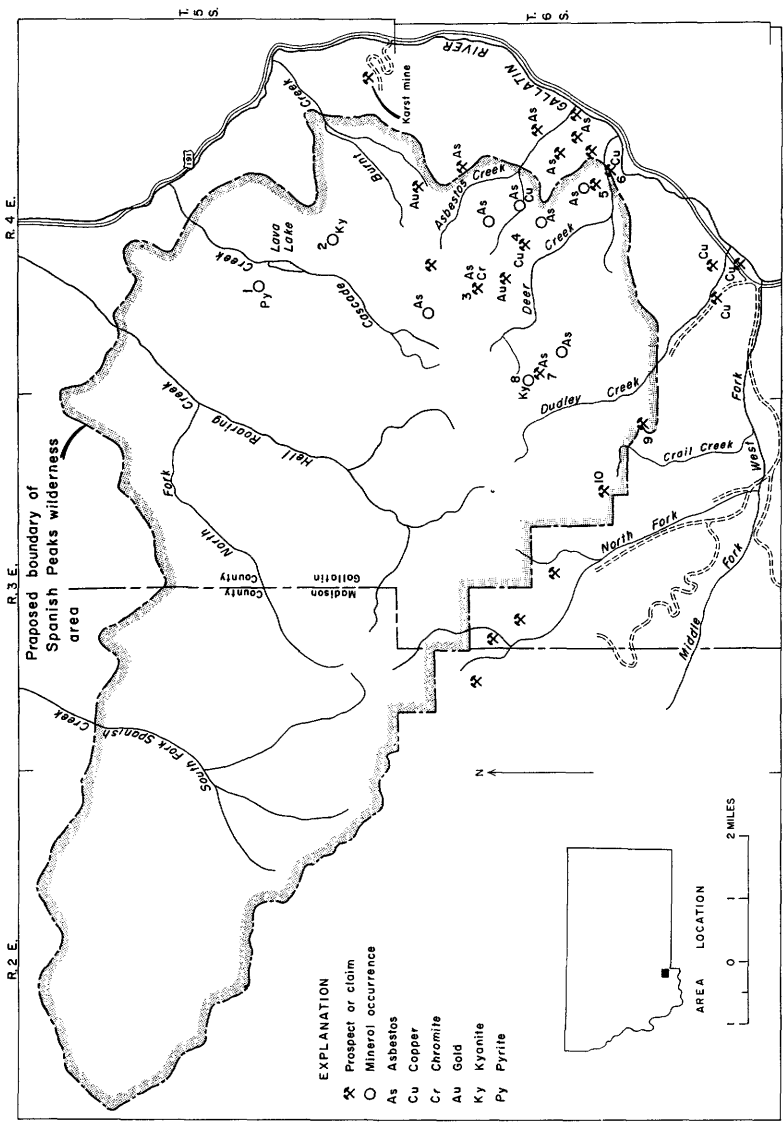 R. 2 E.
R. 3 E.
R. 4 E.
T. 5 S.
T. 6 S.
Proposed boundary of
Spanish Peaks wilderness
area
South Fork Spanish Creek
North Fork
Hell Roaring Creek
Madison County
Gallatin County
Cascade Creek
Lava
Lake
191
Burnt Creek
GALLATIN RIVER
Karst mine
1
Py
2
Ky
Au
As
Asbestos Creek
As
As
As
As
As
3
As
Cr
Au
Cu
4
As
Cu
As
As
5
6
Cu
Deer Creek
8
Ky
As
7
As
Dudley Creek
9
10
Crail Creek
Cu
Cu
Cu
West Fork
North Fork
Middle Fork
N
EXPLANATION
Prospect or claim
Mineral occurrence
As Asbestos
Cu Copper
Cr Chromite
Au Gold
Ky Kyanite
Py Pyrite
AREA LOCATION
1 0 1 2 MILES